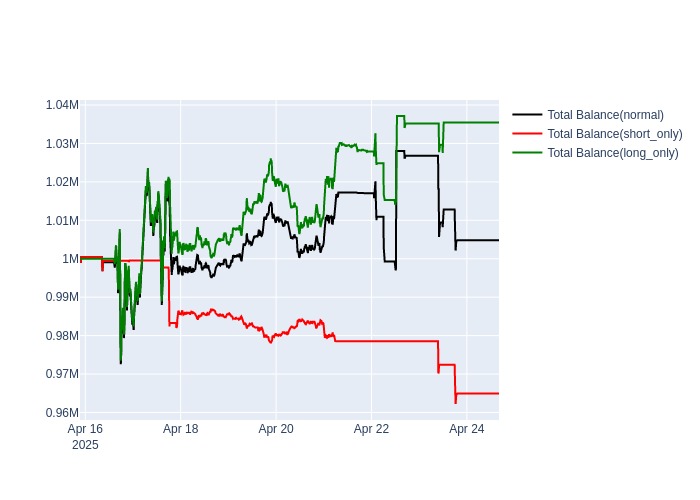 1.04M
1.03M
1.02M
1.01M
1M
0.99M
0.98M
0.97M
0.96M
Apr 16
2025
Apr 18
Apr 20
Apr 22
Apr 24
Total Balance(normal)
Total Balance(short_only)
Total Balance(long_only)